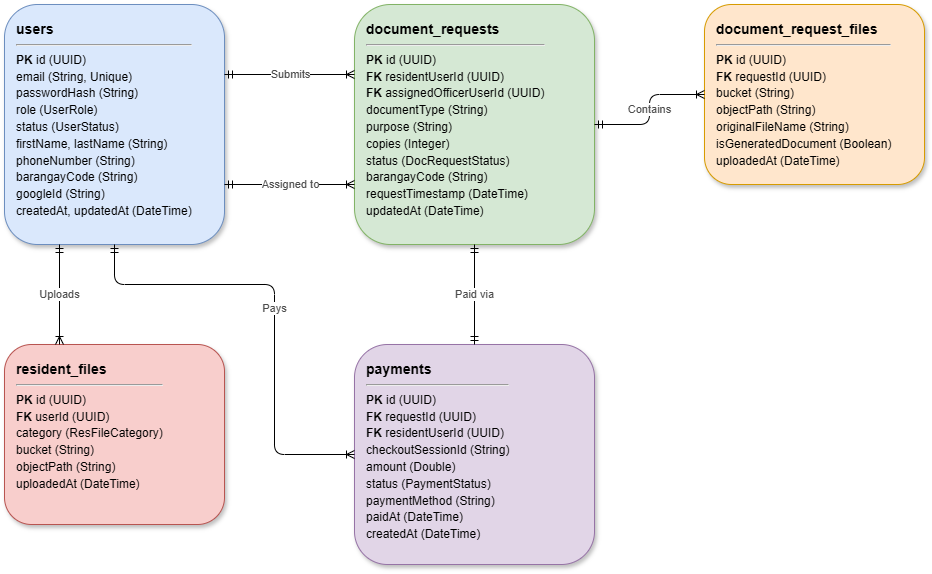 users
PK id (UUID)
email (String, Unique)
passwordHash (String)
role (UserRole)
status (UserStatus)
firstName, lastName (String)
phoneNumber (String)
barangayCode (String)
googleId (String)
createdAt, updatedAt (DateTime)
Submits
Assigned to
document_requests
PK id (UUID)
FK residentUserId (UUID)
FK assignedOfficerUserId (UUID)
documentType (String)
purpose (String)
copies (Integer)
status (DocRequestStatus)
barangayCode (String)
requestTimestamp (DateTime)
updatedAt (DateTime)
Contains
document_request_files
PK id (UUID)
FK requestId (UUID)
bucket (String)
objectPath (String)
originalFileName (String)
isGeneratedDocument (Boolean)
uploadedAt (DateTime)
Uploads
Pays
Paid via
resident_files
PK id (UUID)
FK userId (UUID)
category (ResFileCategory)
bucket (String)
objectPath (String)
uploadedAt (DateTime)
payments
PK id (UUID)
FK requestId (UUID)
FK residentUserId (UUID)
checkoutSessionId (String)
amount (Double)
status (PaymentStatus)
paymentMethod (String)
paidAt (DateTime)
createdAt (DateTime)